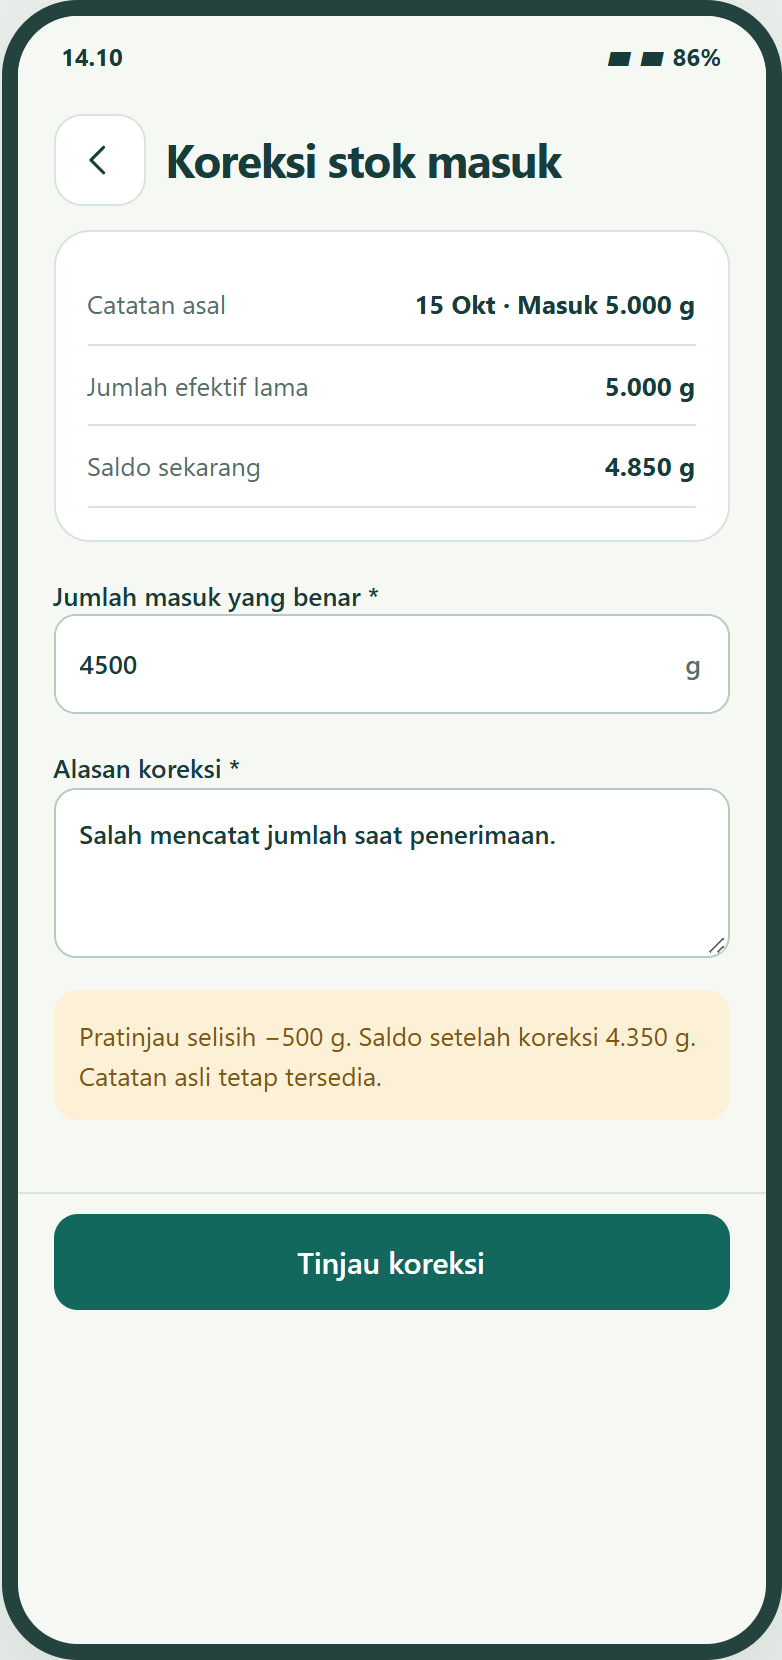 14.10
86%
Koreksi stok masuk
Catatan asal 15 Okt · Masuk 5.000 g
Jumlah efektif lama 5.000 g
Saldo sekarang 4.850 g
Jumlah masuk yang benar *
4500 g
Alasan koreksi *
Salah mencatat jumlah saat penerimaan.
Pratinjau selisih −500 g. Saldo setelah koreksi 4.350 g.
Catatan asli tetap tersedia.
Tinjau koreksi